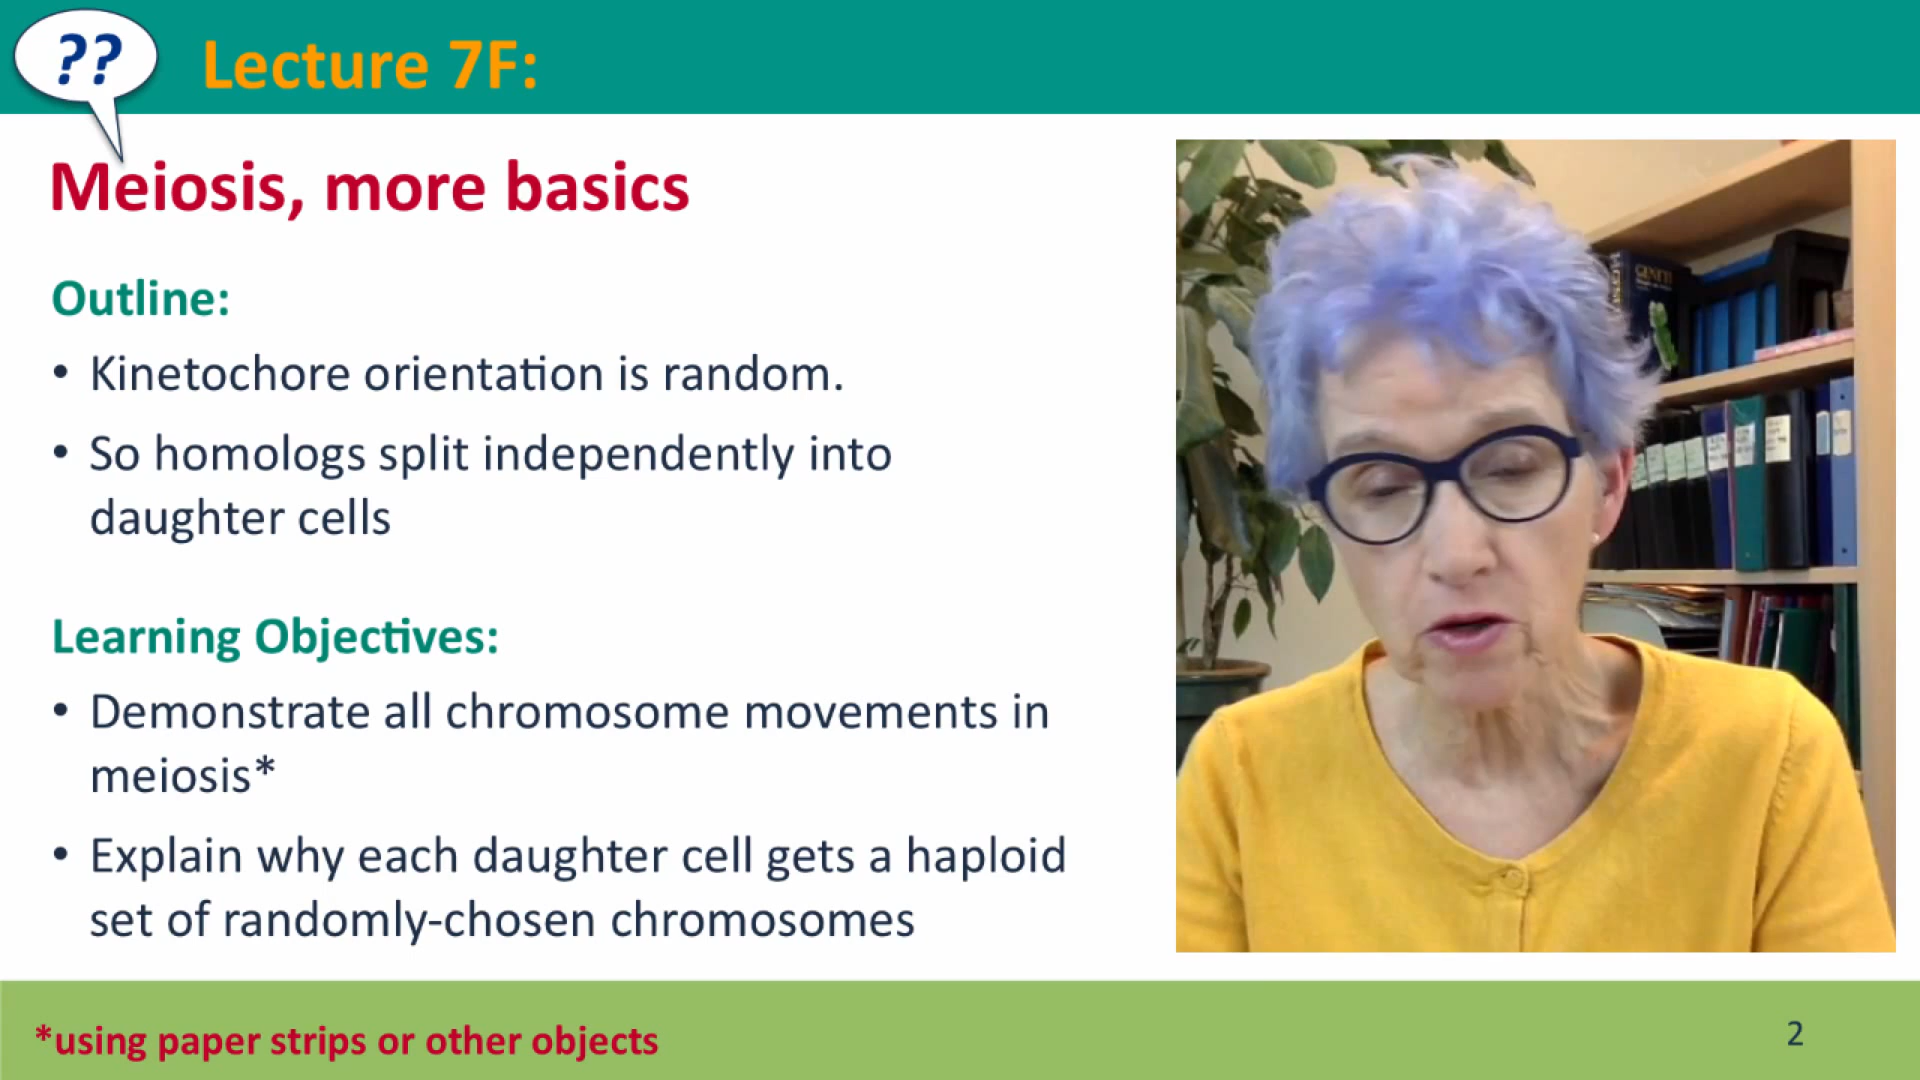 ??
Lecture 7F:
Meiosis, more basics
Outline:
• Kinetochore orientation is random.
• So homologs split independently into
daughter cells
Learning Objectives:
• Demonstrate all chromosome movements in
meiosis*
• Explain why each daughter cell gets a haploid
set of randomly-chosen chromosomes
*using paper strips or other objects
2